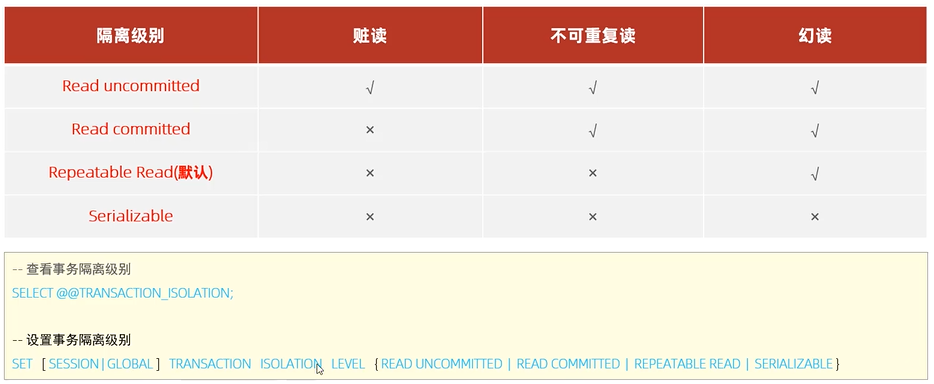 隔离级别 脏读 不可重复读 幻读
Read uncommitted √ √ √
Read committed × √ √
Repeatable Read(默认) × × √
Serializable × × ×
-- 查看事务隔离级别
SELECT @@TRANSACTION_ISOLATION;
-- 设置事务隔离级别
SET [ SESSION | GLOBAL ] TRANSACTION ISOLATION LEVEL { READ UNCOMMITTED | READ COMMITTED | REPEATABLE READ | SERIALIZABLE }